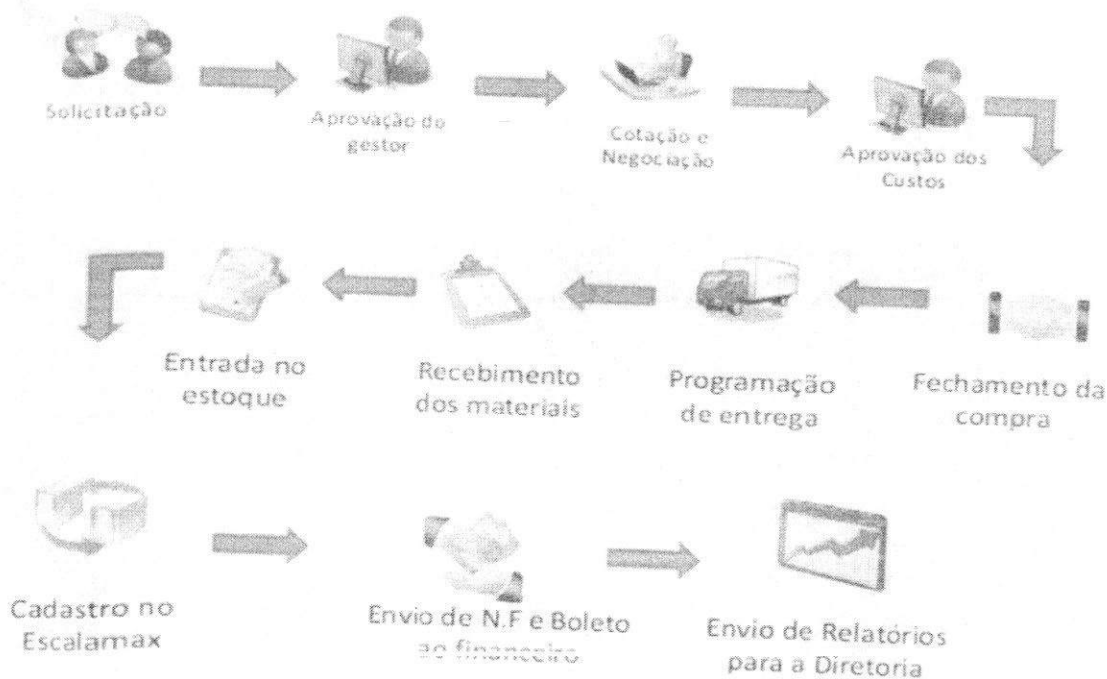 Solicitação
Aprovação do
gestor
Cotação e
Negociação
Aprovação dos
Custos
Fechamento da
compra
Programação
de entrega
Recebimento
dos materiais
Entrada no
estoque
Cadastro no
Escalamax
Envio de N.F e Boleto
ao financeiro
Envio de Relatórios
para a Diretoria